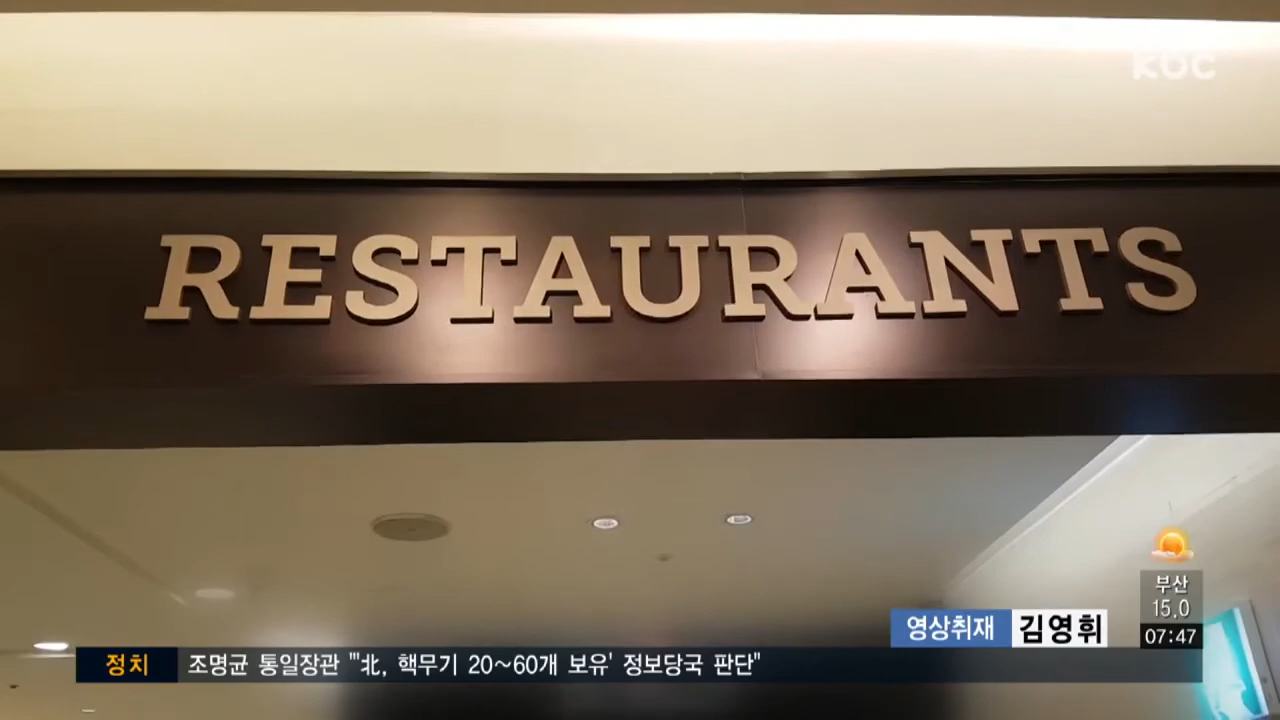 KBC
RESTAURANTS
부산
15.0
07:47
영상취재 김영휘
정치 조명균 통일장관 "'北, 핵무기 20~60개 보유' 정보당국 판단"